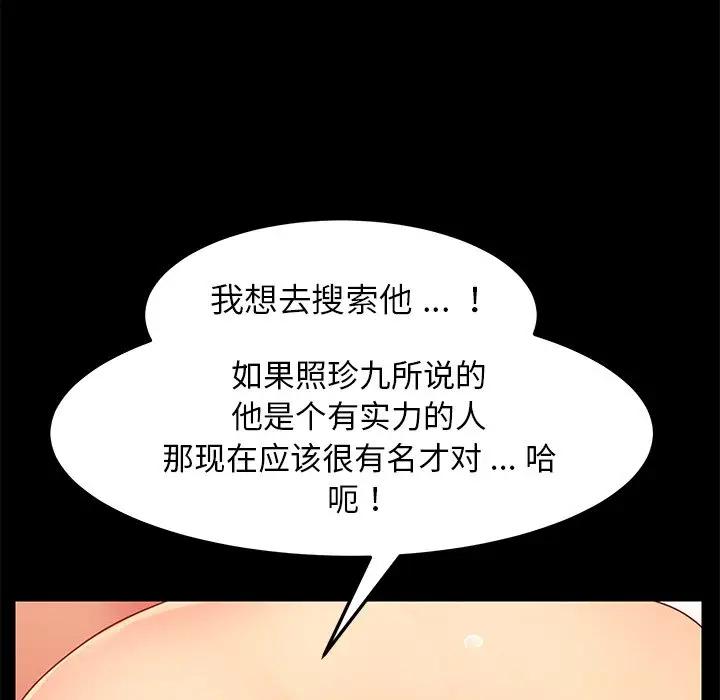 我想去搜索他 ... ！
如果照珍九所说的
他是个有实力的人
那现在应该很有名才对 ... 哈
呃！